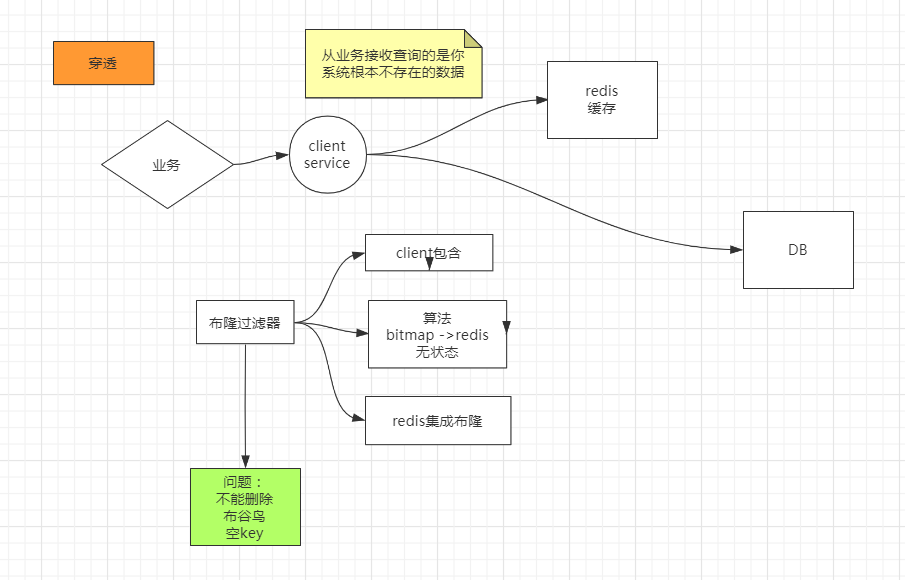 穿透
从业务接收查询的是你
系统根本不存在的数据
redis
缓存
client
service
业务
DB
client包含
布隆过滤器
算法
bitmap ->redis
无状态
redis集成布隆
问题：
不能删除
布谷鸟
空key